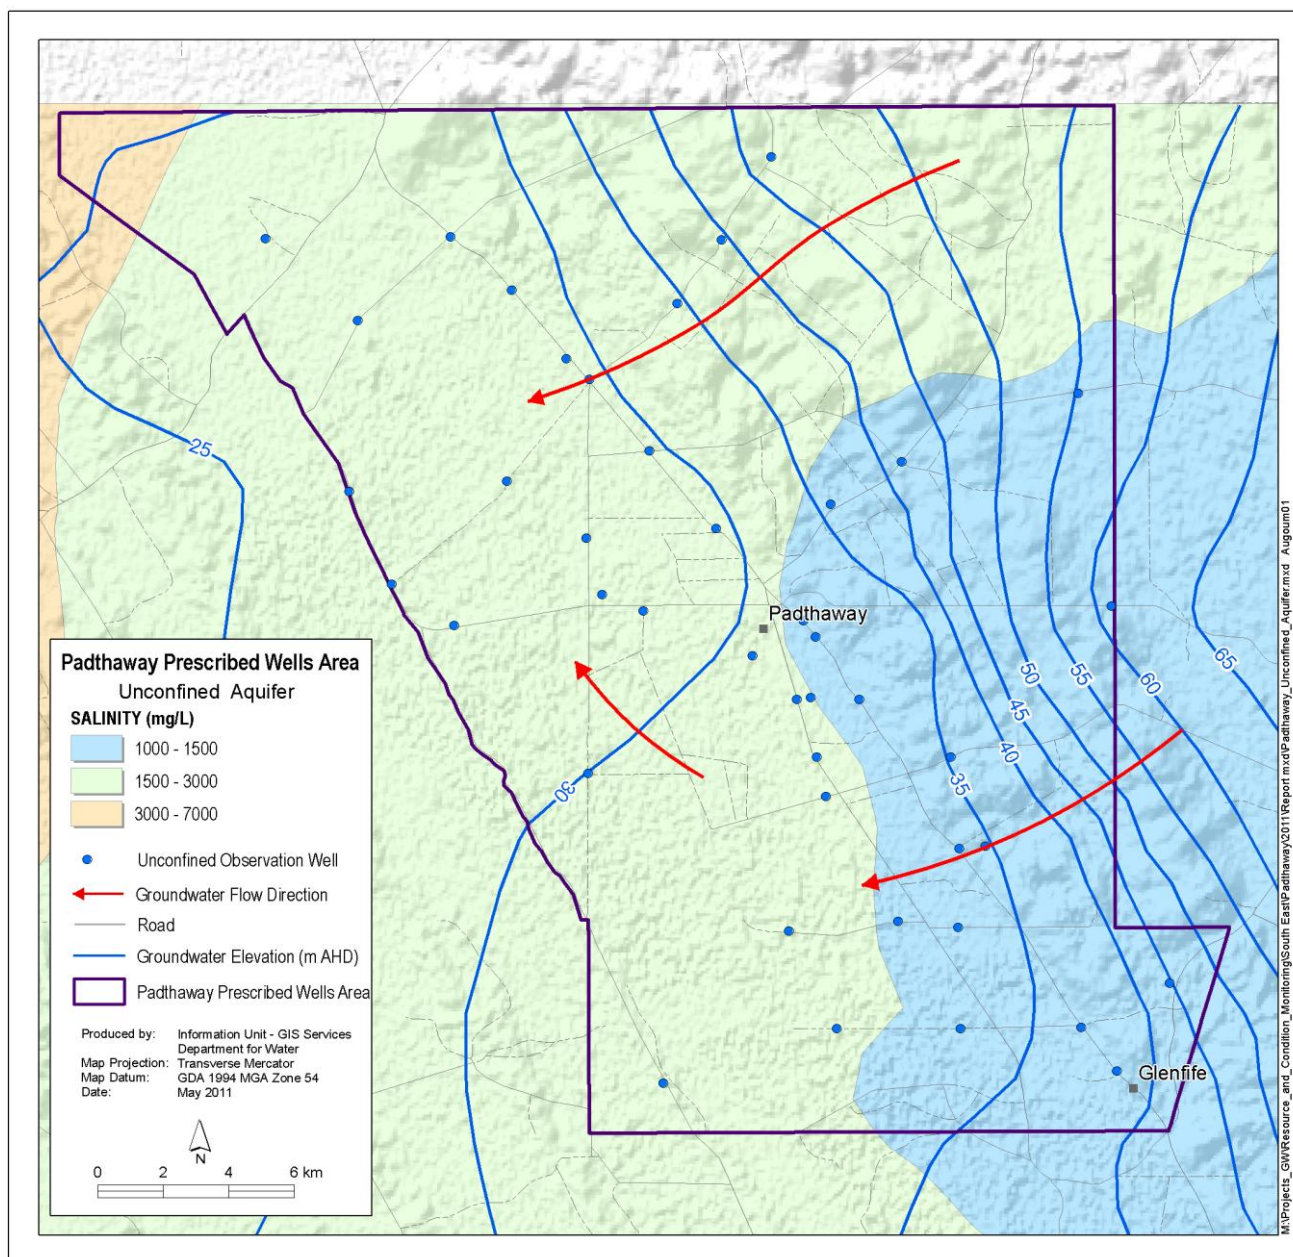 25
Padthaway
65
60
55
50
45
40
35
30
Glenfife
Padthaway Prescribed Wells Area
Unconfined Aquifer
SALINITY (mg/L)
1000 - 1500
1500 - 3000
3000 - 7000
Unconfined Observation Well
Groundwater Flow Direction
Road
Groundwater Elevation (m AHD)
Padthaway Prescribed Wells Area
Produced by: Information Unit - GIS Services
Department for Water
Map Projection: Transverse Mercator
Map Datum: GDA 1994 MGA Zone 54
Date: May 2011
N
0 2 4 6 km
M:\Projects_GW\Resource_and_Condition_Monitoring\South East\Padthaway\2011\Report mxd\Padthaway_Unconfined_Aquifer.mxd Augoum01